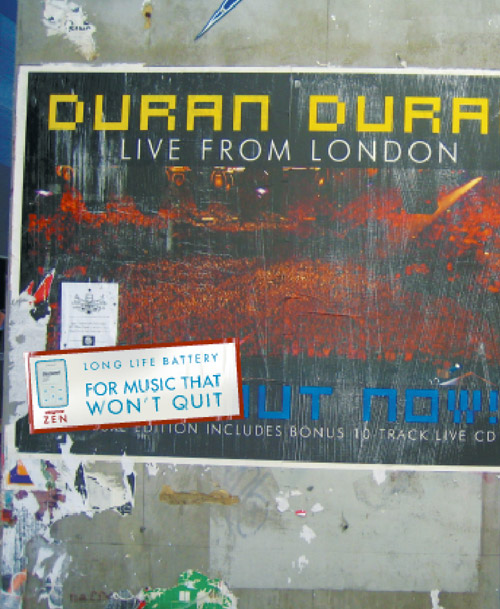 DURAN DURA
LIVE FROM LONDON
LONG LIFE BATTERY
FOR MUSIC THAT
WON'T QUIT
ZEN
OUT NOW!
EDITION INCLUDES BONUS 10-TRACK LIVE CD